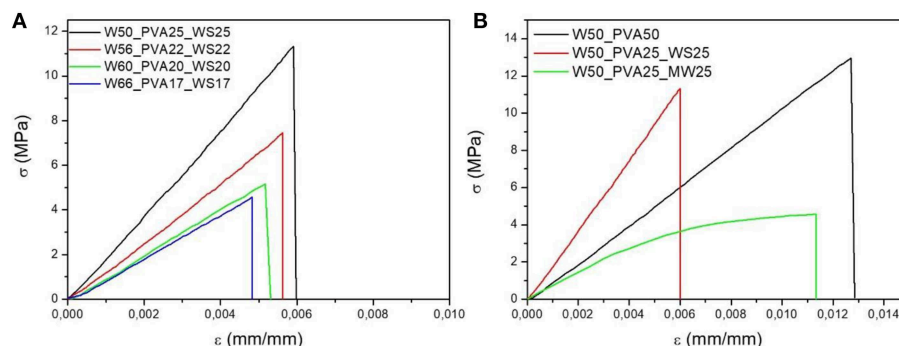 A
W50_PVA25_WS25
W56_PVA22_WS22
W60_PVA20_WS20
W66_PVA17_WS17
σ (MPa)
12
10
8
6
4
2
0
0,000 0,002 0,004 0,006 0,008 0,010
ε (mm/mm)
B
W50_PVA50
W50_PVA25_WS25
W50_PVA25_MW25
σ (MPa)
14
12
10
8
6
4
2
0
0,000 0,002 0,004 0,006 0,008 0,010 0,012 0,014
ε (mm/mm)